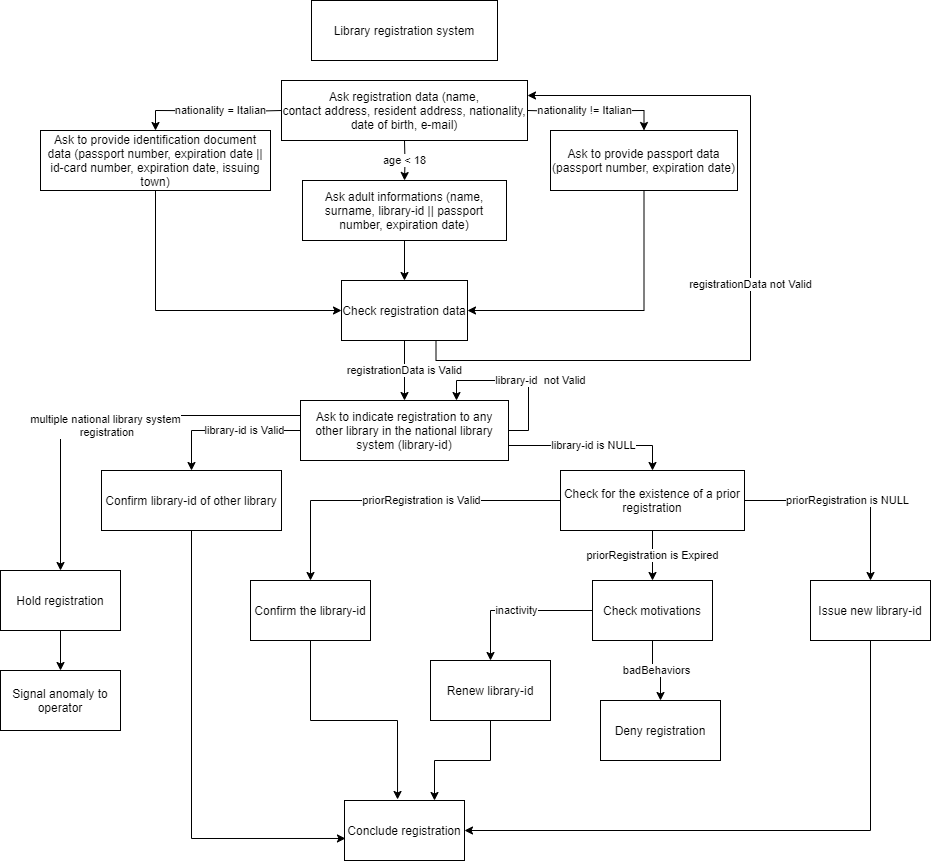 Library registration system
Ask registration data (name,
contact address, resident address, nationality,
date of birth, e-mail)
nationality = Italian
nationality != Italian
Ask to provide identification document
data (passport number, expiration date ||
id-card number, expiration date, issuing
town)
age < 18
Ask to provide passport data
(passport number, expiration date)
Ask adult informations (name,
surname, library-id || passport
number, expiration date)
registrationData not Valid
Check registration data
registrationData is Valid
library-id  not Valid
Ask to indicate registration to any
other library in the national library
system (library-id)
multiple national library system
registration
library-id is Valid
library-id is NULL
Confirm library-id of other library
Check for the existence of a prior
registration
priorRegistration is Valid
priorRegistration is NULL
priorRegistration is Expired
Hold registration
Confirm the library-id
inactivity
Check motivations
Issue new library-id
badBehaviors
Signal anomaly to
operator
Renew library-id
Deny registration
Conclude registration